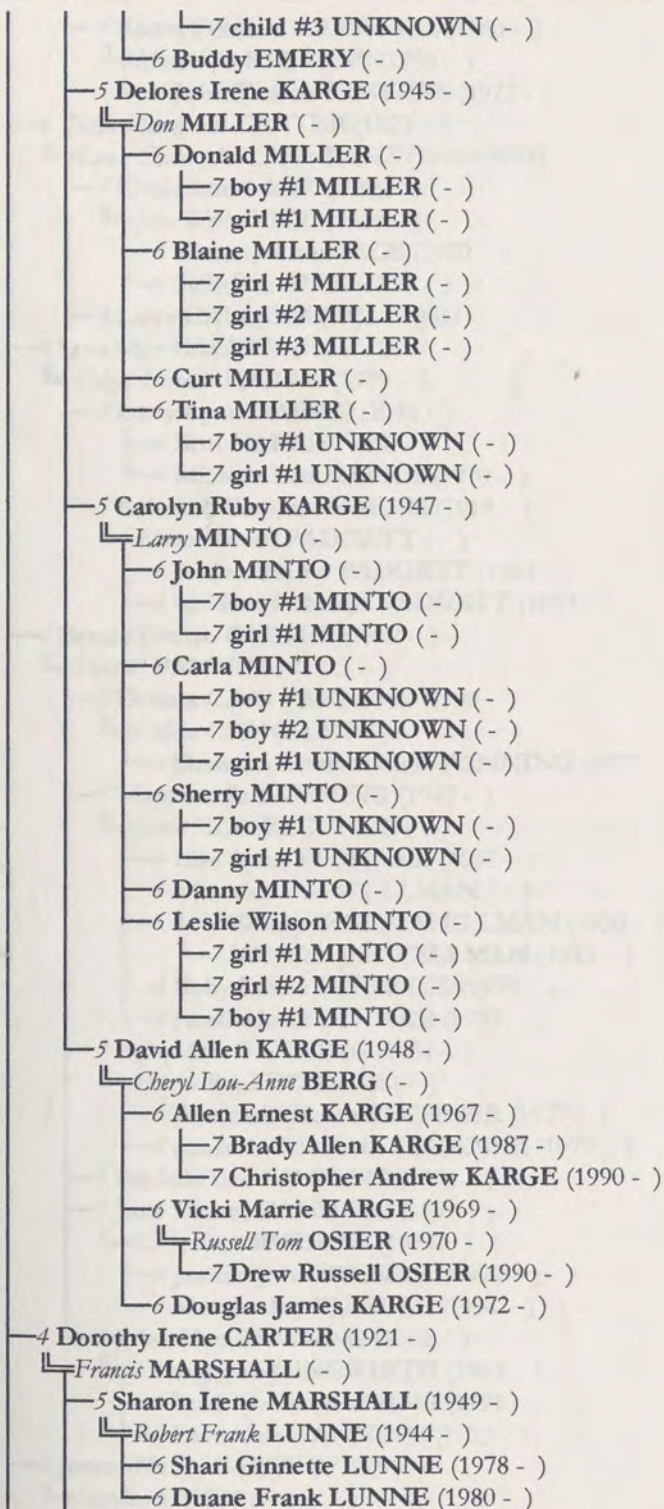 7 child #3 UNKNOWN ( - )
6 Buddy EMERY ( - )
5 Delores Irene KARGE (1945 - )
Don MILLER ( - )
6 Donald MILLER ( - )
7 boy #1 MILLER ( - )
7 girl #1 MILLER ( - )
6 Blaine MILLER ( - )
7 girl #1 MILLER ( - )
7 girl #2 MILLER ( - )
7 girl #3 MILLER ( - )
6 Curt MILLER ( - )
6 Tina MILLER ( - )
7 boy #1 UNKNOWN ( - )
7 girl #1 UNKNOWN ( - )
5 Carolyn Ruby KARGE (1947 - )
Larry MINTO ( - )
6 John MINTO ( - )
7 boy #1 MINTO ( - )
7 girl #1 MINTO ( - )
6 Carla MINTO ( - )
7 boy #1 UNKNOWN ( - )
7 boy #2 UNKNOWN ( - )
7 girl #1 UNKNOWN ( - )
6 Sherry MINTO ( - )
7 boy #1 UNKNOWN ( - )
7 girl #1 UNKNOWN ( - )
6 Danny MINTO ( - )
6 Leslie Wilson MINTO ( - )
7 girl #1 MINTO ( - )
7 girl #2 MINTO ( - )
7 boy #1 MINTO ( - )
5 David Allen KARGE (1948 - )
Cheryl Lou-Anne BERG ( - )
6 Allen Ernest KARGE (1967 - )
7 Brady Allen KARGE (1987 - )
7 Christopher Andrew KARGE (1990 - )
6 Vicki Marrie KARGE (1969 - )
Russell Tom OSIER (1970 - )
7 Drew Russell OSIER (1990 - )
6 Douglas James KARGE (1972 - )
4 Dorothy Irene CARTER (1921 - )
Francis MARSHALL ( - )
5 Sharon Irene MARSHALL (1949 - )
Robert Frank LUNNE (1944 - )
6 Shari Ginnette LUNNE (1978 - )
6 Duane Frank LUNNE (1980 - )